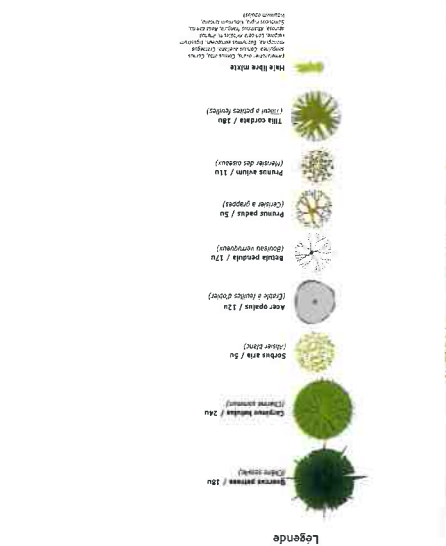 Légende
Quercus petraea / 18u
(Chêne sessile)
Carpinus betulus / 24u
(Charme commun)
Sorbus aria / 5u
(Alisier blanc)
Acer opalus / 12u
(Érable à feuilles d'obier)
Betula pendula / 17u
(Bouleau verruqueux)
Prunus padus / 5u
(Cerisier à grappes)
Prunus avium / 11u
(Merisier des oiseaux)
Tilia cordata / 18u
(Tilleul à petites feuilles)
Haie libre mixte